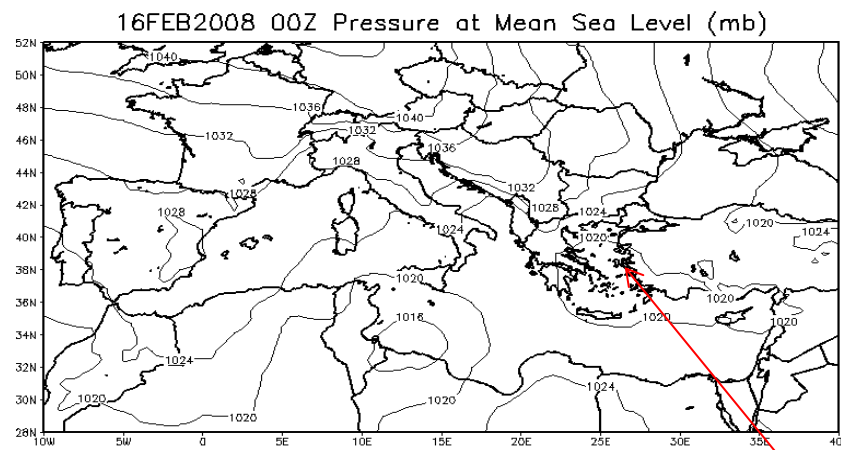 16FEB2008 00Z Pressure at Mean Sea Level (mb)
52N
1040
50N
48N
1036
1040
46N
1032
1032
1036
44N
1028
1032
1028
42N
1028
1028
1024
1020
1024
1024
40N
1020
38N
1020
1020
36N
1016
1020
1020
34N
1024
32N
1024
30N
1020
1020
1020
28N
10W
5W
0
5E
10E
15E
20E
25E
30E
35E
40